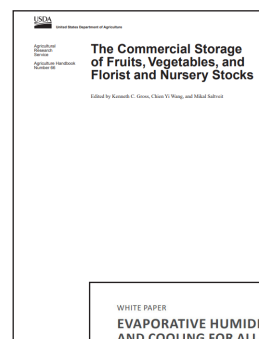 USDA
United States Department of Agriculture
Agricultural
Research
Service
Agriculture Handbook
Number 66
The Commercial Storage
of Fruits, Vegetables, and
Florist and Nursery Stocks
Edited by Kenneth C. Gross, Chien Yi Wang, and Mikal Saltveit
WHITE PAPER
EVAPORATIVE HUMIDI
AND COOLING FOR ALL